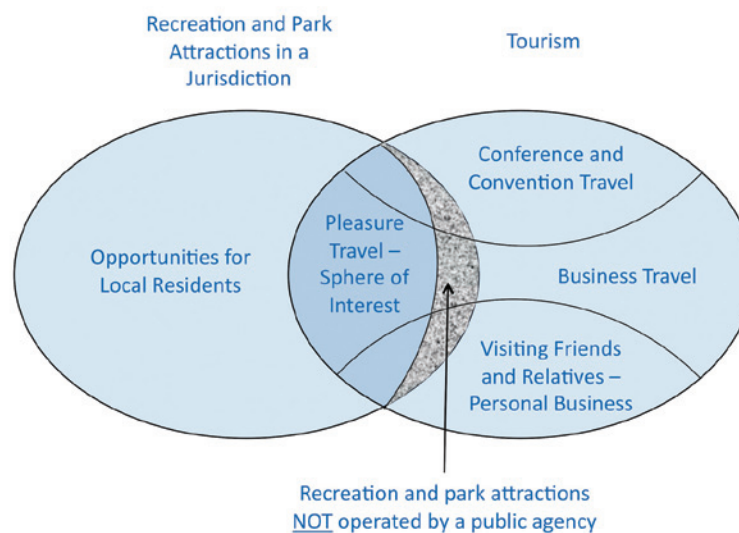 Recreation and Park
Attractions in a
Jurisdiction
Tourism
Conference and
Convention Travel
Pleasure
Travel –
Sphere of
Interest
Opportunities for
Local Residents
Business Travel
Visiting Friends
and Relatives –
Personal Business
Recreation and park attractions
NOT operated by a public agency